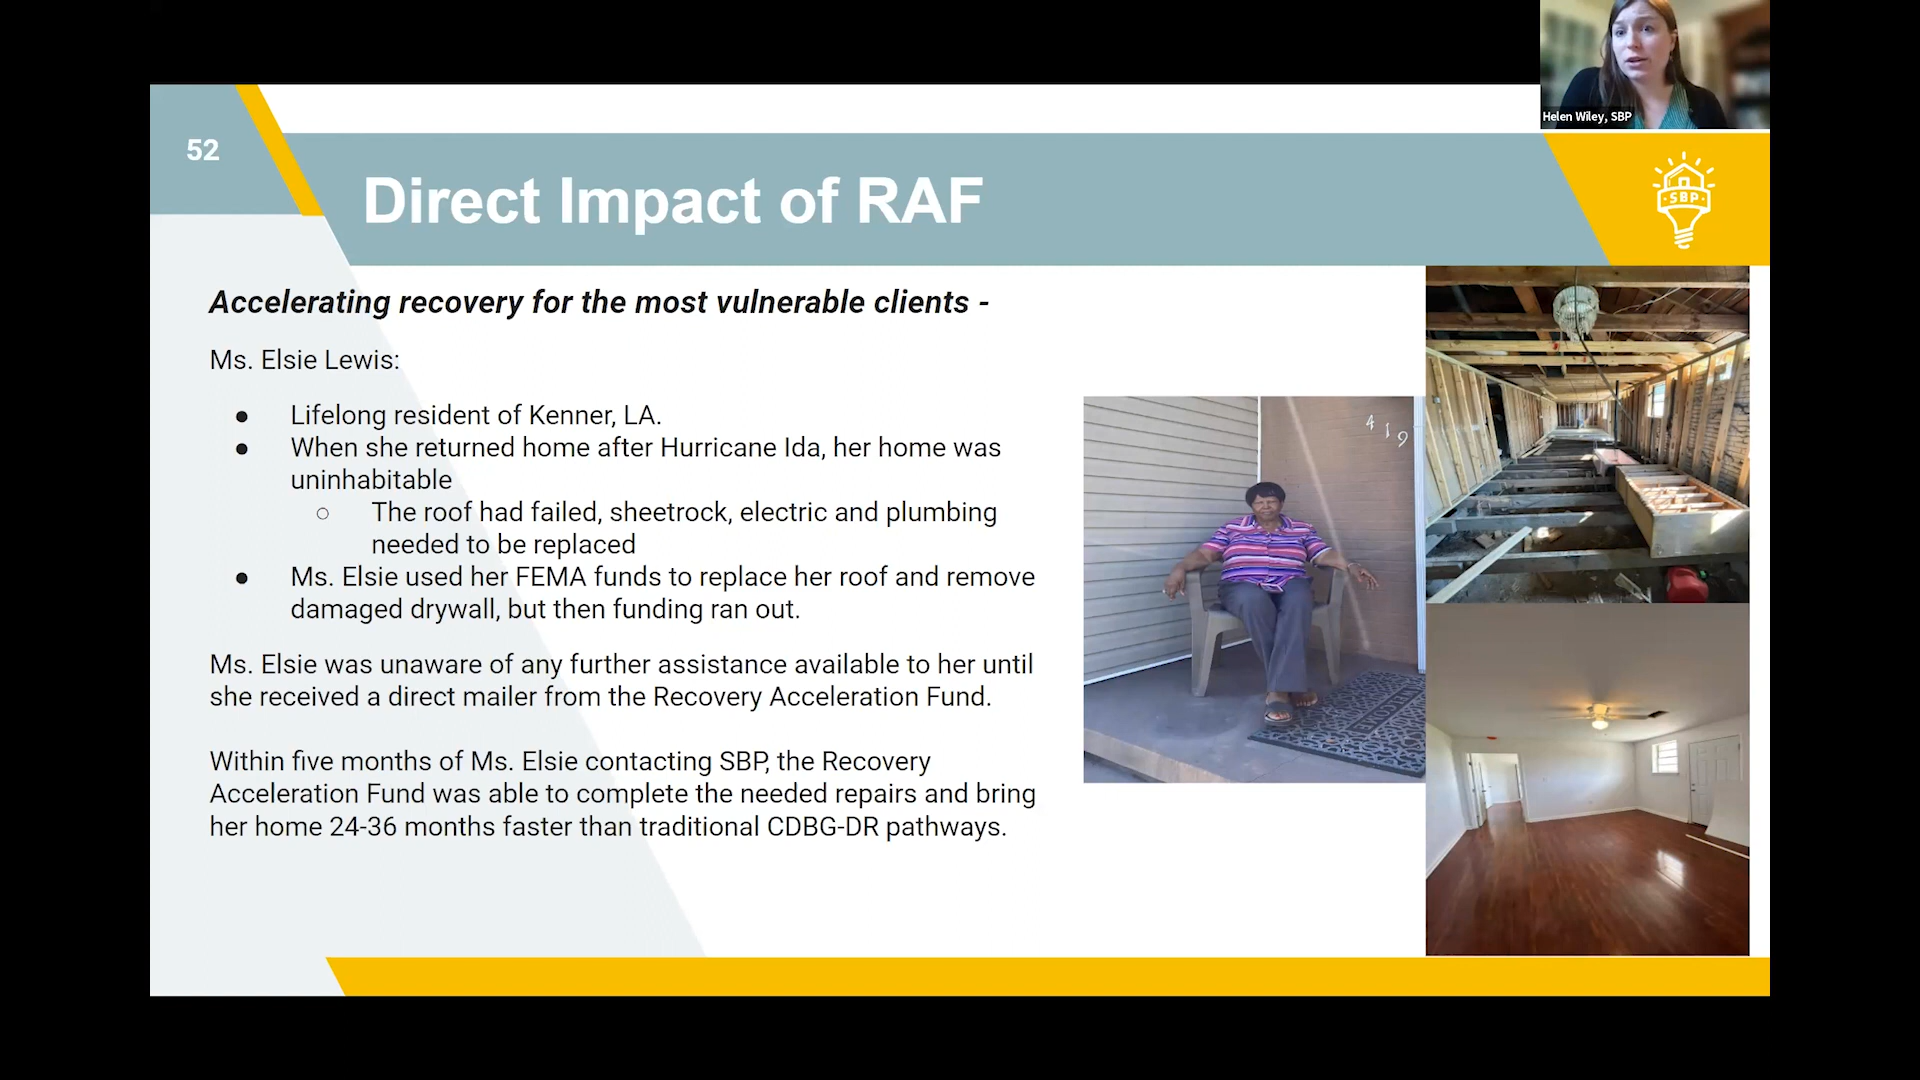 Helen Wiley, SBP
52
Direct Impact of RAF
SBP
Accelerating recovery for the most vulnerable clients -
Ms. Elsie Lewis:
● Lifelong resident of Kenner, LA.
● When she returned home after Hurricane Ida, her home was
uninhabitable
○ The roof had failed, sheetrock, electric and plumbing
needed to be replaced
● Ms. Elsie used her FEMA funds to replace her roof and remove
damaged drywall, but then funding ran out.
Ms. Elsie was unaware of any further assistance available to her until
she received a direct mailer from the Recovery Acceleration Fund.
Within five months of Ms. Elsie contacting SBP, the Recovery
Acceleration Fund was able to complete the needed repairs and bring
her home 24-36 months faster than traditional CDBG-DR pathways.
419